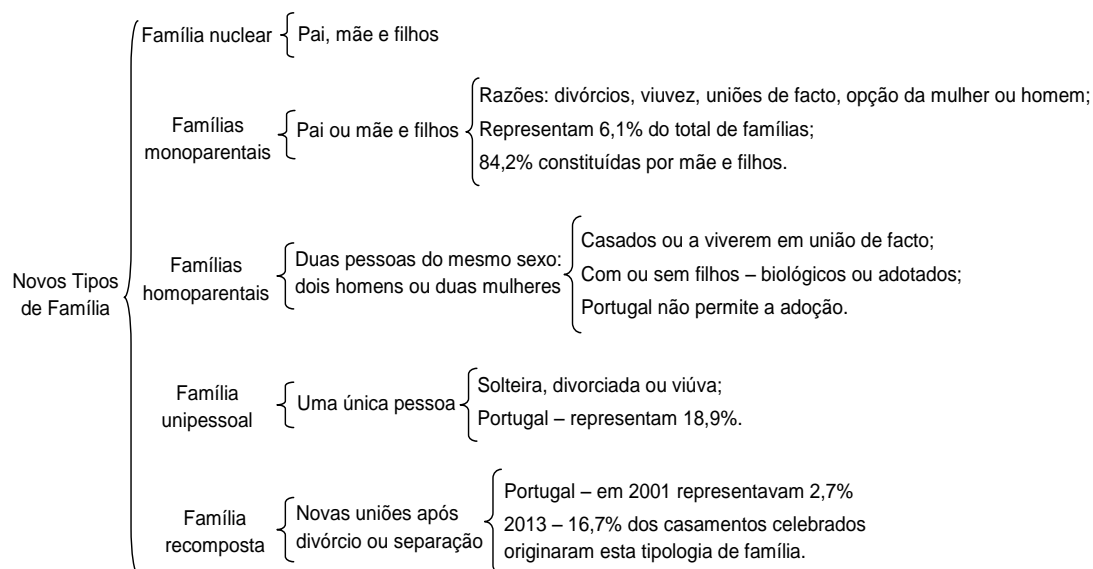 Novos Tipos
de Família
Família nuclear
Pai, mãe e filhos
Famílias
monoparentais
Pai ou mãe e filhos
Razões: divórcios, viuvez, uniões de facto, opção da mulher ou homem;
Representam 6,1% do total de famílias;
84,2% constituídas por mãe e filhos.
Famílias
homoparentais
Duas pessoas do mesmo sexo:
dois homens ou duas mulheres
Casados ou a viverem em união de facto;
Com ou sem filhos – biológicos ou adotados;
Portugal não permite a adoção.
Família
unipessoal
Uma única pessoa
Solteira, divorciada ou viúva;
Portugal – representam 18,9%.
Família
recomposta
Novas uniões após
divórcio ou separação
Portugal – em 2001 representavam 2,7%
2013 – 16,7% dos casamentos celebrados
originaram esta tipologia de família.